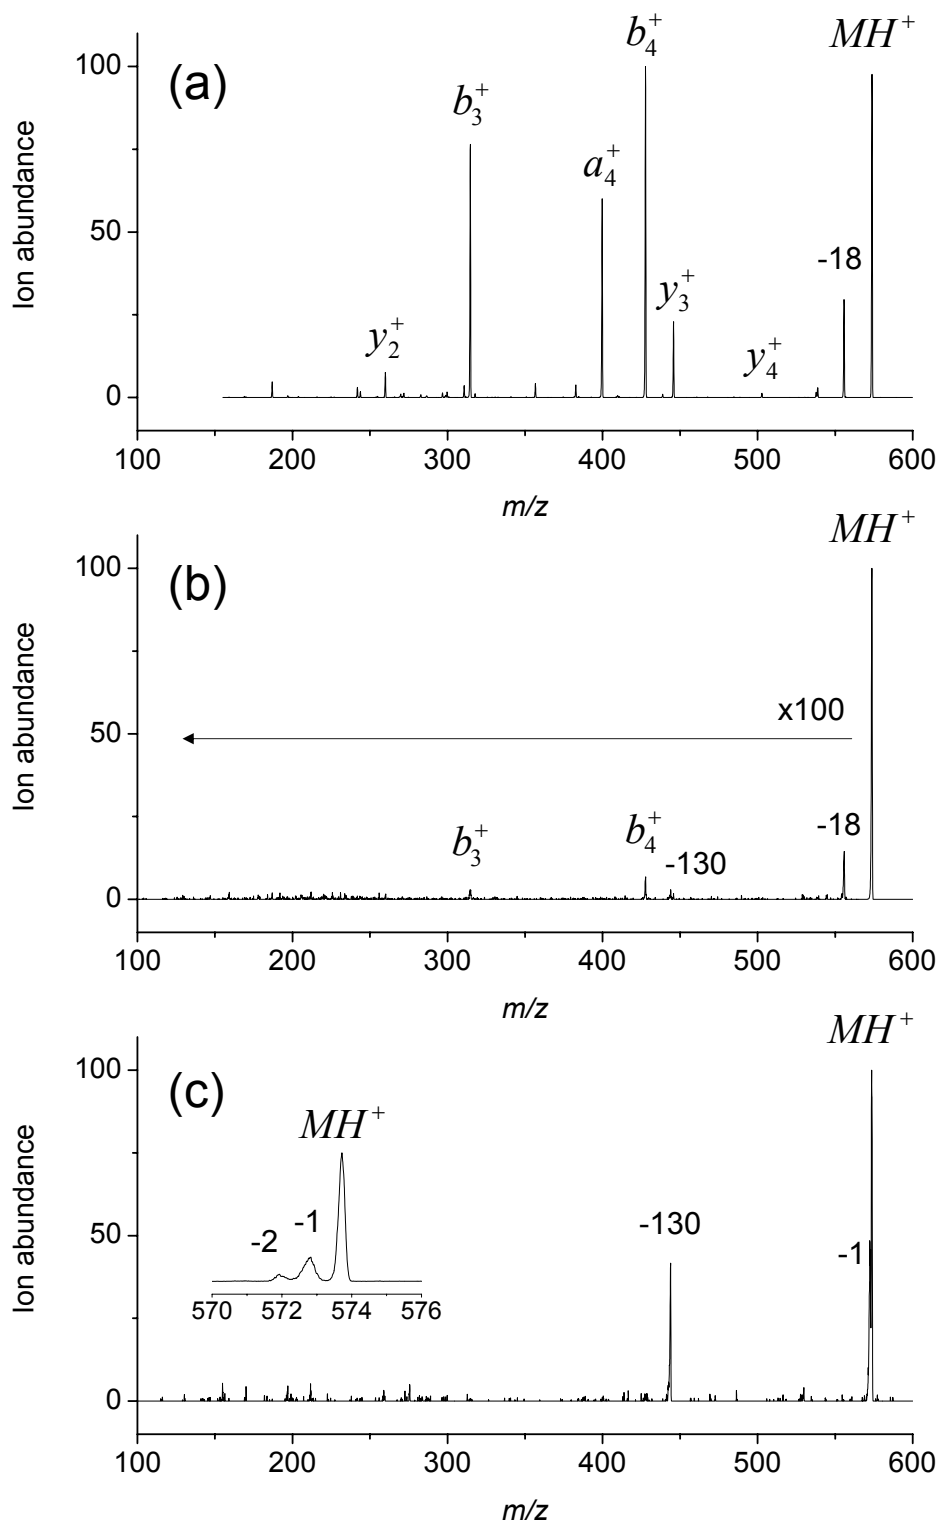 (a)
Ion abundance
100
50
0
y₂⁺
b₃⁺
a₄⁺
b₄⁺
y₃⁺
y₄⁺
-18
MH⁺
100 200 300 400 500 600
m/z
(b)
Ion abundance
100
50
0
x100
b₃⁺
b₄⁺
-130
-18
MH⁺
100 200 300 400 500 600
m/z
(c)
Ion abundance
100
50
0
MH⁺
-2
-1
570 572 574 576
-130
-1
MH⁺
100 200 300 400 500 600
m/z